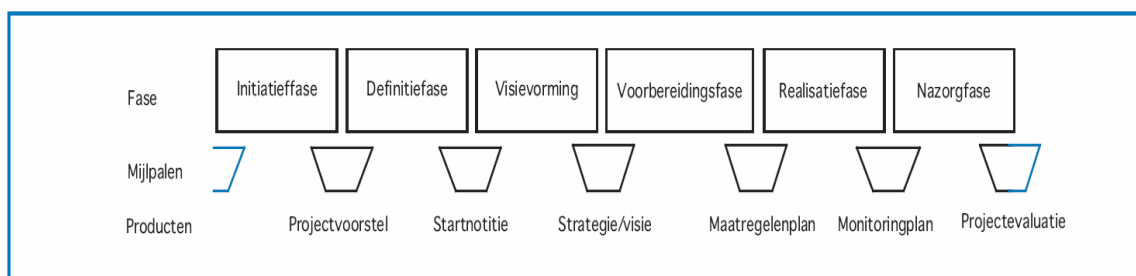 Fase
Initiatieffase
Definitiefase
Visievorming
Voorbereidingsfase
Realisatiefase
Nazorgfase
Mijlpalen
Producten
Projectvoorstel
Startnotitie
Strategie/visie
Maatregelenplan
Monitoringplan
Projectevaluatie